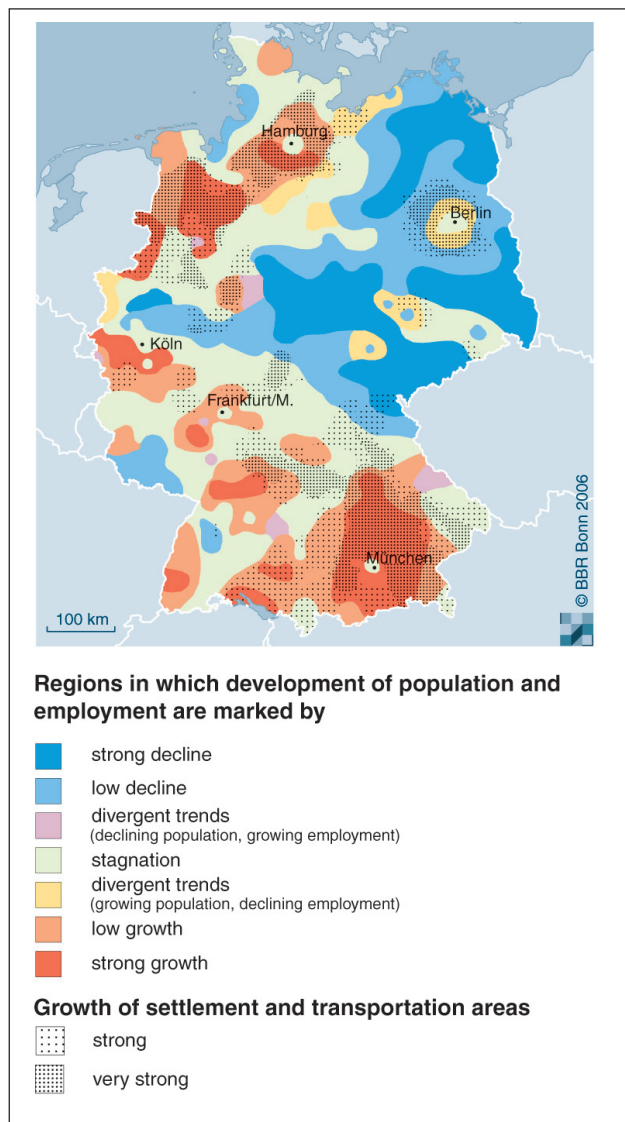 Hamburg
Berlin
Köln
Frankfurt/M.
München
100 km
© BBR Bonn 2006
Regions in which development of population and
employment are marked by
strong decline
low decline
divergent trends
(declining population, growing employment)
stagnation
divergent trends
(growing population, declining employment)
low growth
strong growth
Growth of settlement and transportation areas
strong
very strong